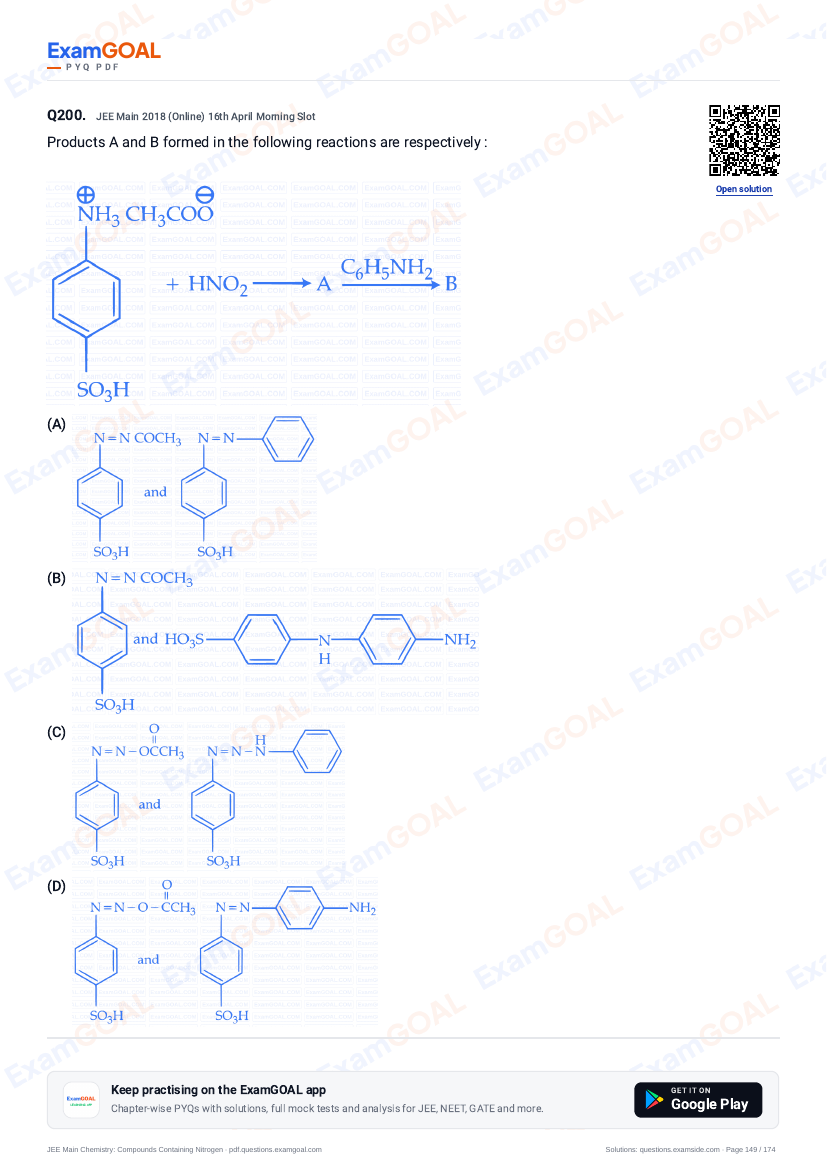 ExamGOAL
PYQ PDF
Q200. JEE Main 2018 (Online) 16th April Morning Slot
Products A and B formed in the following reactions are respectively :
Open solution
⊕ ⊖
NH3 CH3COO
+ HNO2 → A C6H5NH2 → B
SO3H
(A)
N=N COCH3 N=N
and
SO3H SO3H
(B)
N=N COCH3
and HO3S N NH2
H
SO3H
(C)
O
N=N-OCCH3 N=N-N
H
and
SO3H SO3H
(D)
O
N=N-O-CCH3 N=N NH2
and
SO3H SO3H
Keep practising on the ExamGOAL app
Chapter-wise PYQs with solutions, full mock tests and analysis for JEE, NEET, GATE and more.
ExamGOAL
GET IT ON
Google Play
JEE Main Chemistry: Compounds Containing Nitrogen · pdf.questions.examgoal.com
Solutions: questions.examside.com · Page 149 / 174